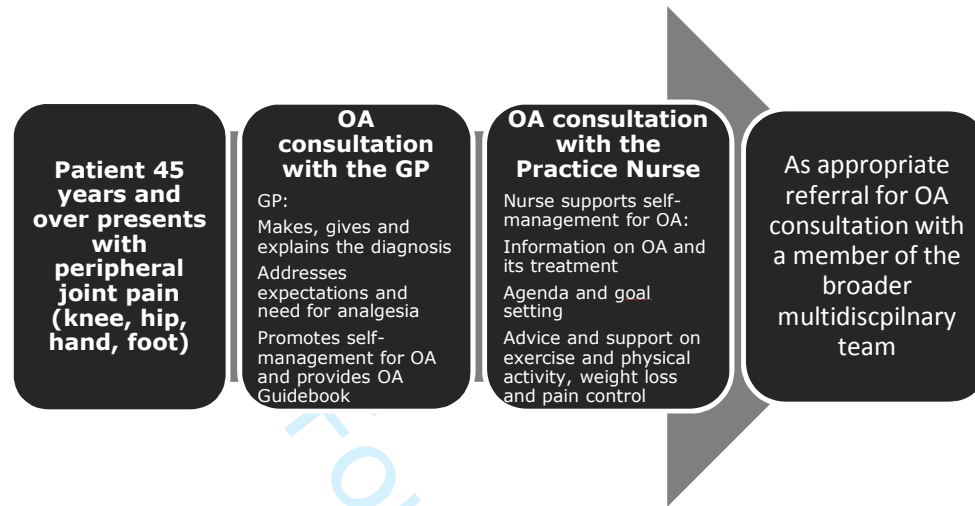 Patient 45
years and
over presents
with
peripheral
joint pain
(knee, hip,
hand, foot)
OA
consultation
with the GP
GP:
Makes, gives and
explains the diagnosis
Addresses
expectations and
need for analgesia
Promotes self-
management for OA
and provides OA
Guidebook
OA consultation
with the
Practice Nurse
Nurse supports self-
management for OA:
Information on OA and
its treatment
Agenda and goal
setting
Advice and support on
exercise and physical
activity, weight loss
and pain control
As appropriate
referral for OA
consultation with
a member of the
broader
multidiscpilnary
team